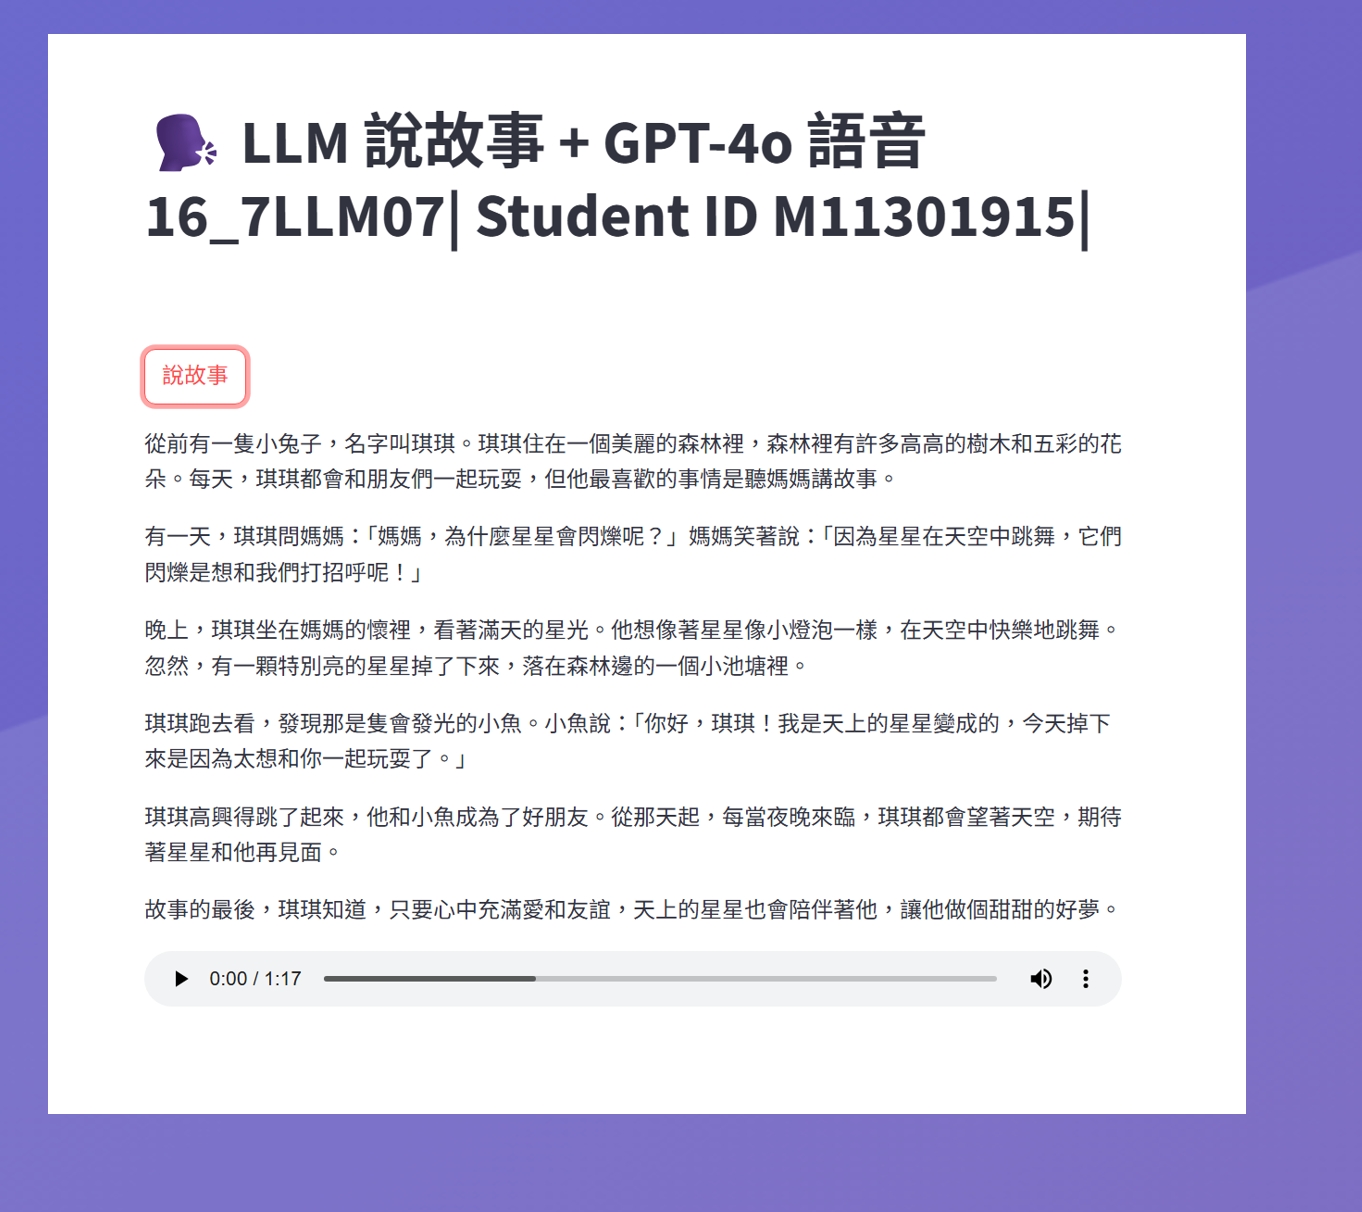 LLM 說故事 + GPT-4o 語音
16_7LLM07| Student ID M11301915|
說故事
從前有一隻小兔子，名字叫琪琪。琪琪住在一個美麗的森林裡，森林裡有許多高高的樹木和五彩的花
朵。每天，琪琪都會和朋友們一起玩耍，但他最喜歡的事情是聽媽媽講故事。
有一天，琪琪問媽媽：「媽媽，為什麼星星會閃爍呢？」媽媽笑著說：「因為星星在天空中跳舞，它們
閃爍是想和我們打招呼呢！」
晚上，琪琪坐在媽媽的懷裡，看著滿天的星光。他想像著星星像小燈泡一樣，在天空中快樂地跳舞。
忽然，有一顆特別亮的星星掉了下來，落在森林邊的一個小池塘裡。
琪琪跑去看，發現那是隻會發光的小魚。小魚說：「你好，琪琪！我是天上的星星變成的，今天掉下
來是因為太想和你一起玩耍了。」
琪琪高興得跳了起來，他和小魚成為了好朋友。從那天起，每當夜晚來臨，琪琪都會望著天空，期待
著星星和他再見面。
故事的最後，琪琪知道，只要心中充滿愛和友誼，天上的星星也會陪伴著他，讓他做個甜甜的好夢。
0:00 / 1:17